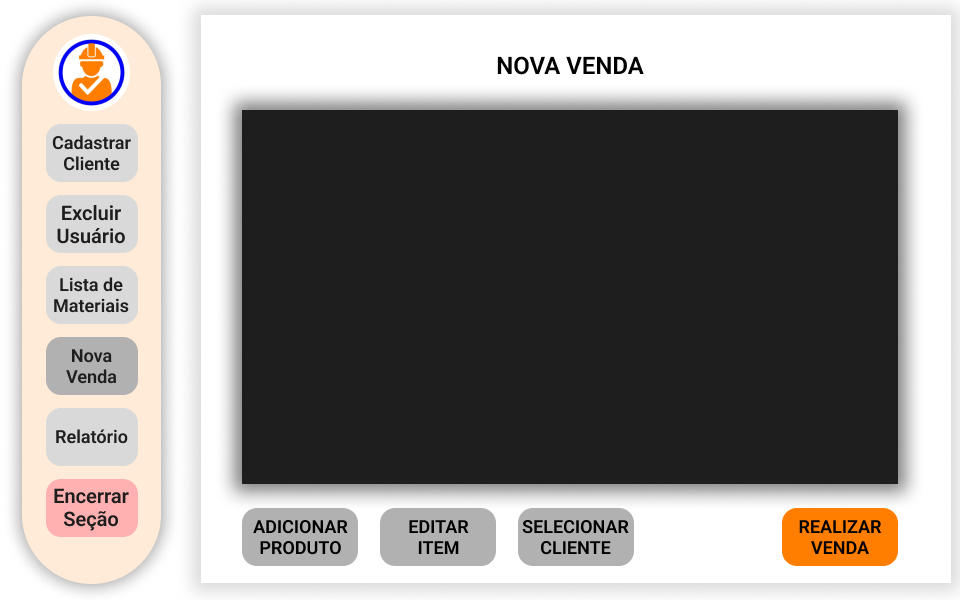 Cadastrar
Cliente
Excluir
Usuário
Lista de
Materiais
Nova
Venda
Relatório
Encerrar
Seção
NOVA VENDA
ADICIONAR
PRODUTO
EDITAR
ITEM
SELECIONAR
CLIENTE
REALIZAR
VENDA